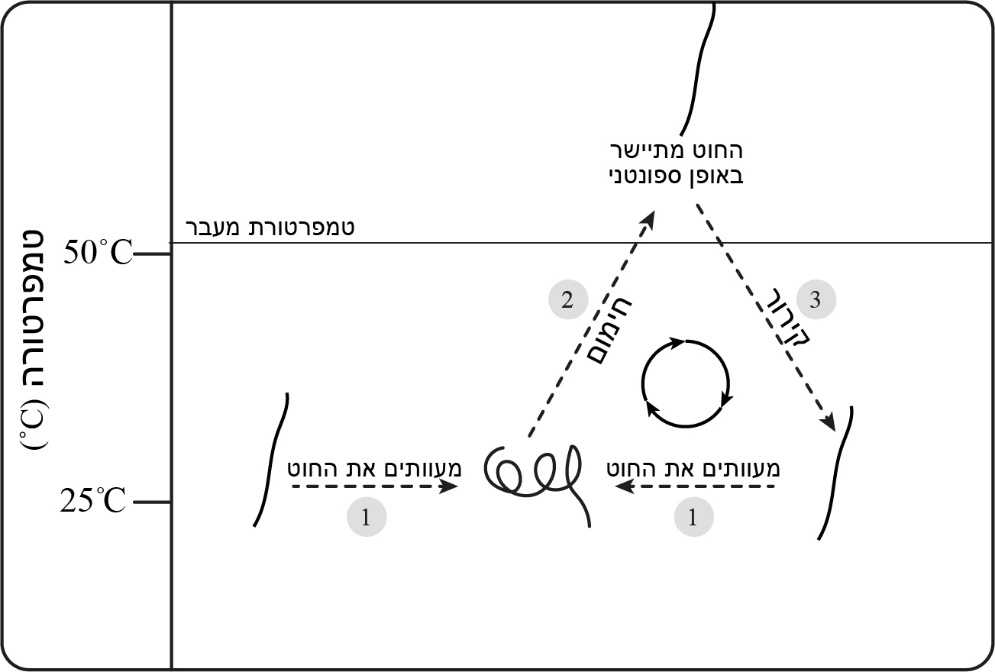 החוט מתיישר
באופן ספונטני
טמפרטורת מעבר
50°C
טמפרטורה (°C)
2
חימום
3
קירור
מעוותים את החוט
1
מעוותים את החוט
1
25°C